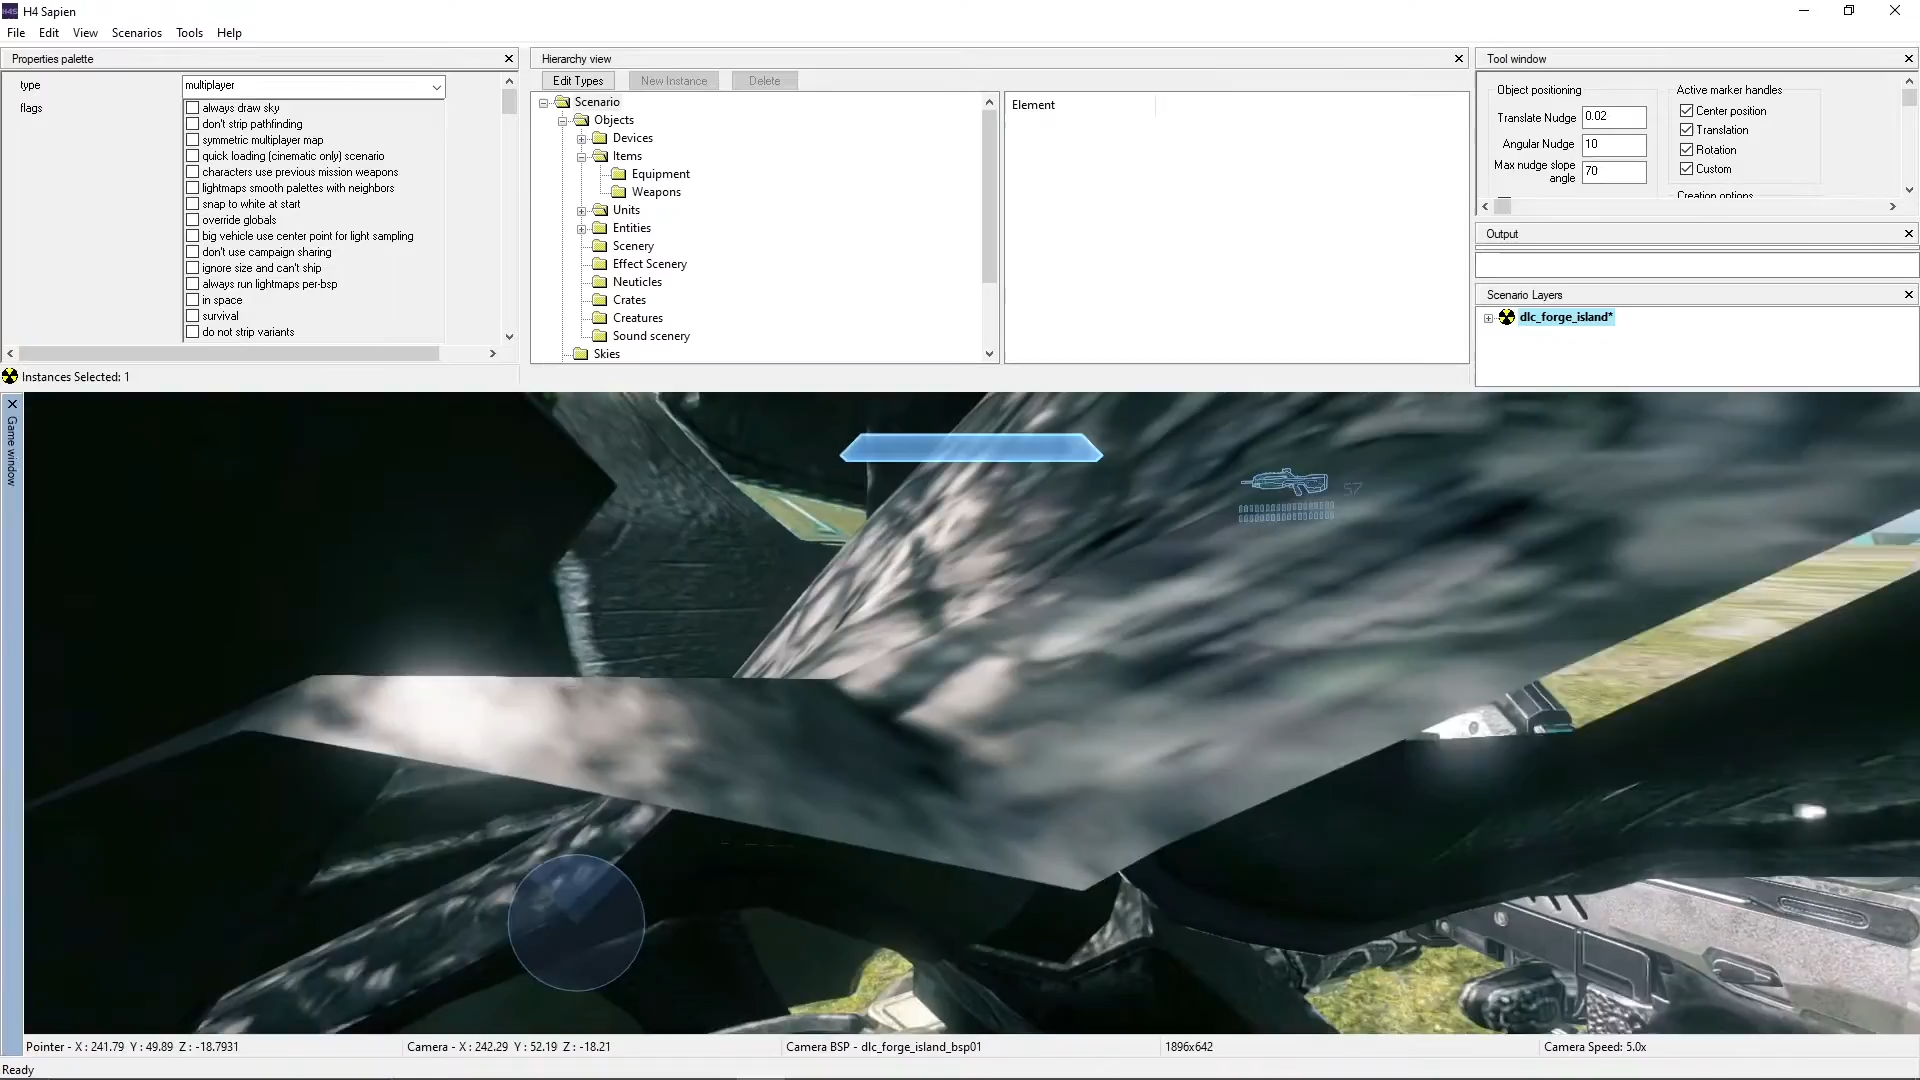 H4S H4 Sapien
File Edit View Scenarios Tools Help
Properties palette
type multiplayer
flags
always draw sky
don't strip pathfinding
symmetric multiplayer map
quick loading (cinematic only) scenario
characters use previous mission weapons
lightmaps smooth palettes with neighbors
snap to white at start
override globals
big vehicle use center point for light sampling
don't use campaign sharing
ignore size and can't ship
always run lightmaps per-bsp
in space
survival
do not strip variants
Instances Selected: 1
Hierarchy view
Edit Types New Instance Delete
Scenario
Objects
Devices
Items
Equipment
Weapons
Units
Entities
Scenery
Effect Scenery
Neuticles
Crates
Creatures
Sound scenery
Skies
Element
Tool window
Object positioning
Translate Nudge 0.02
Angular Nudge 10
Max nudge slope
angle 70
Active marker handles
Center position
Translation
Rotation
Custom
Creation options
Output
Scenario Layers
dlc_forge_island*
Game window
57
Pointer - X : 241.79 Y : 49.89 Z : -18.7931
Camera - X : 242.29 Y : 52.19 Z : -18.21
Camera BSP - dlc_forge_island_bsp01
1896x642
Camera Speed: 5.0x
Ready